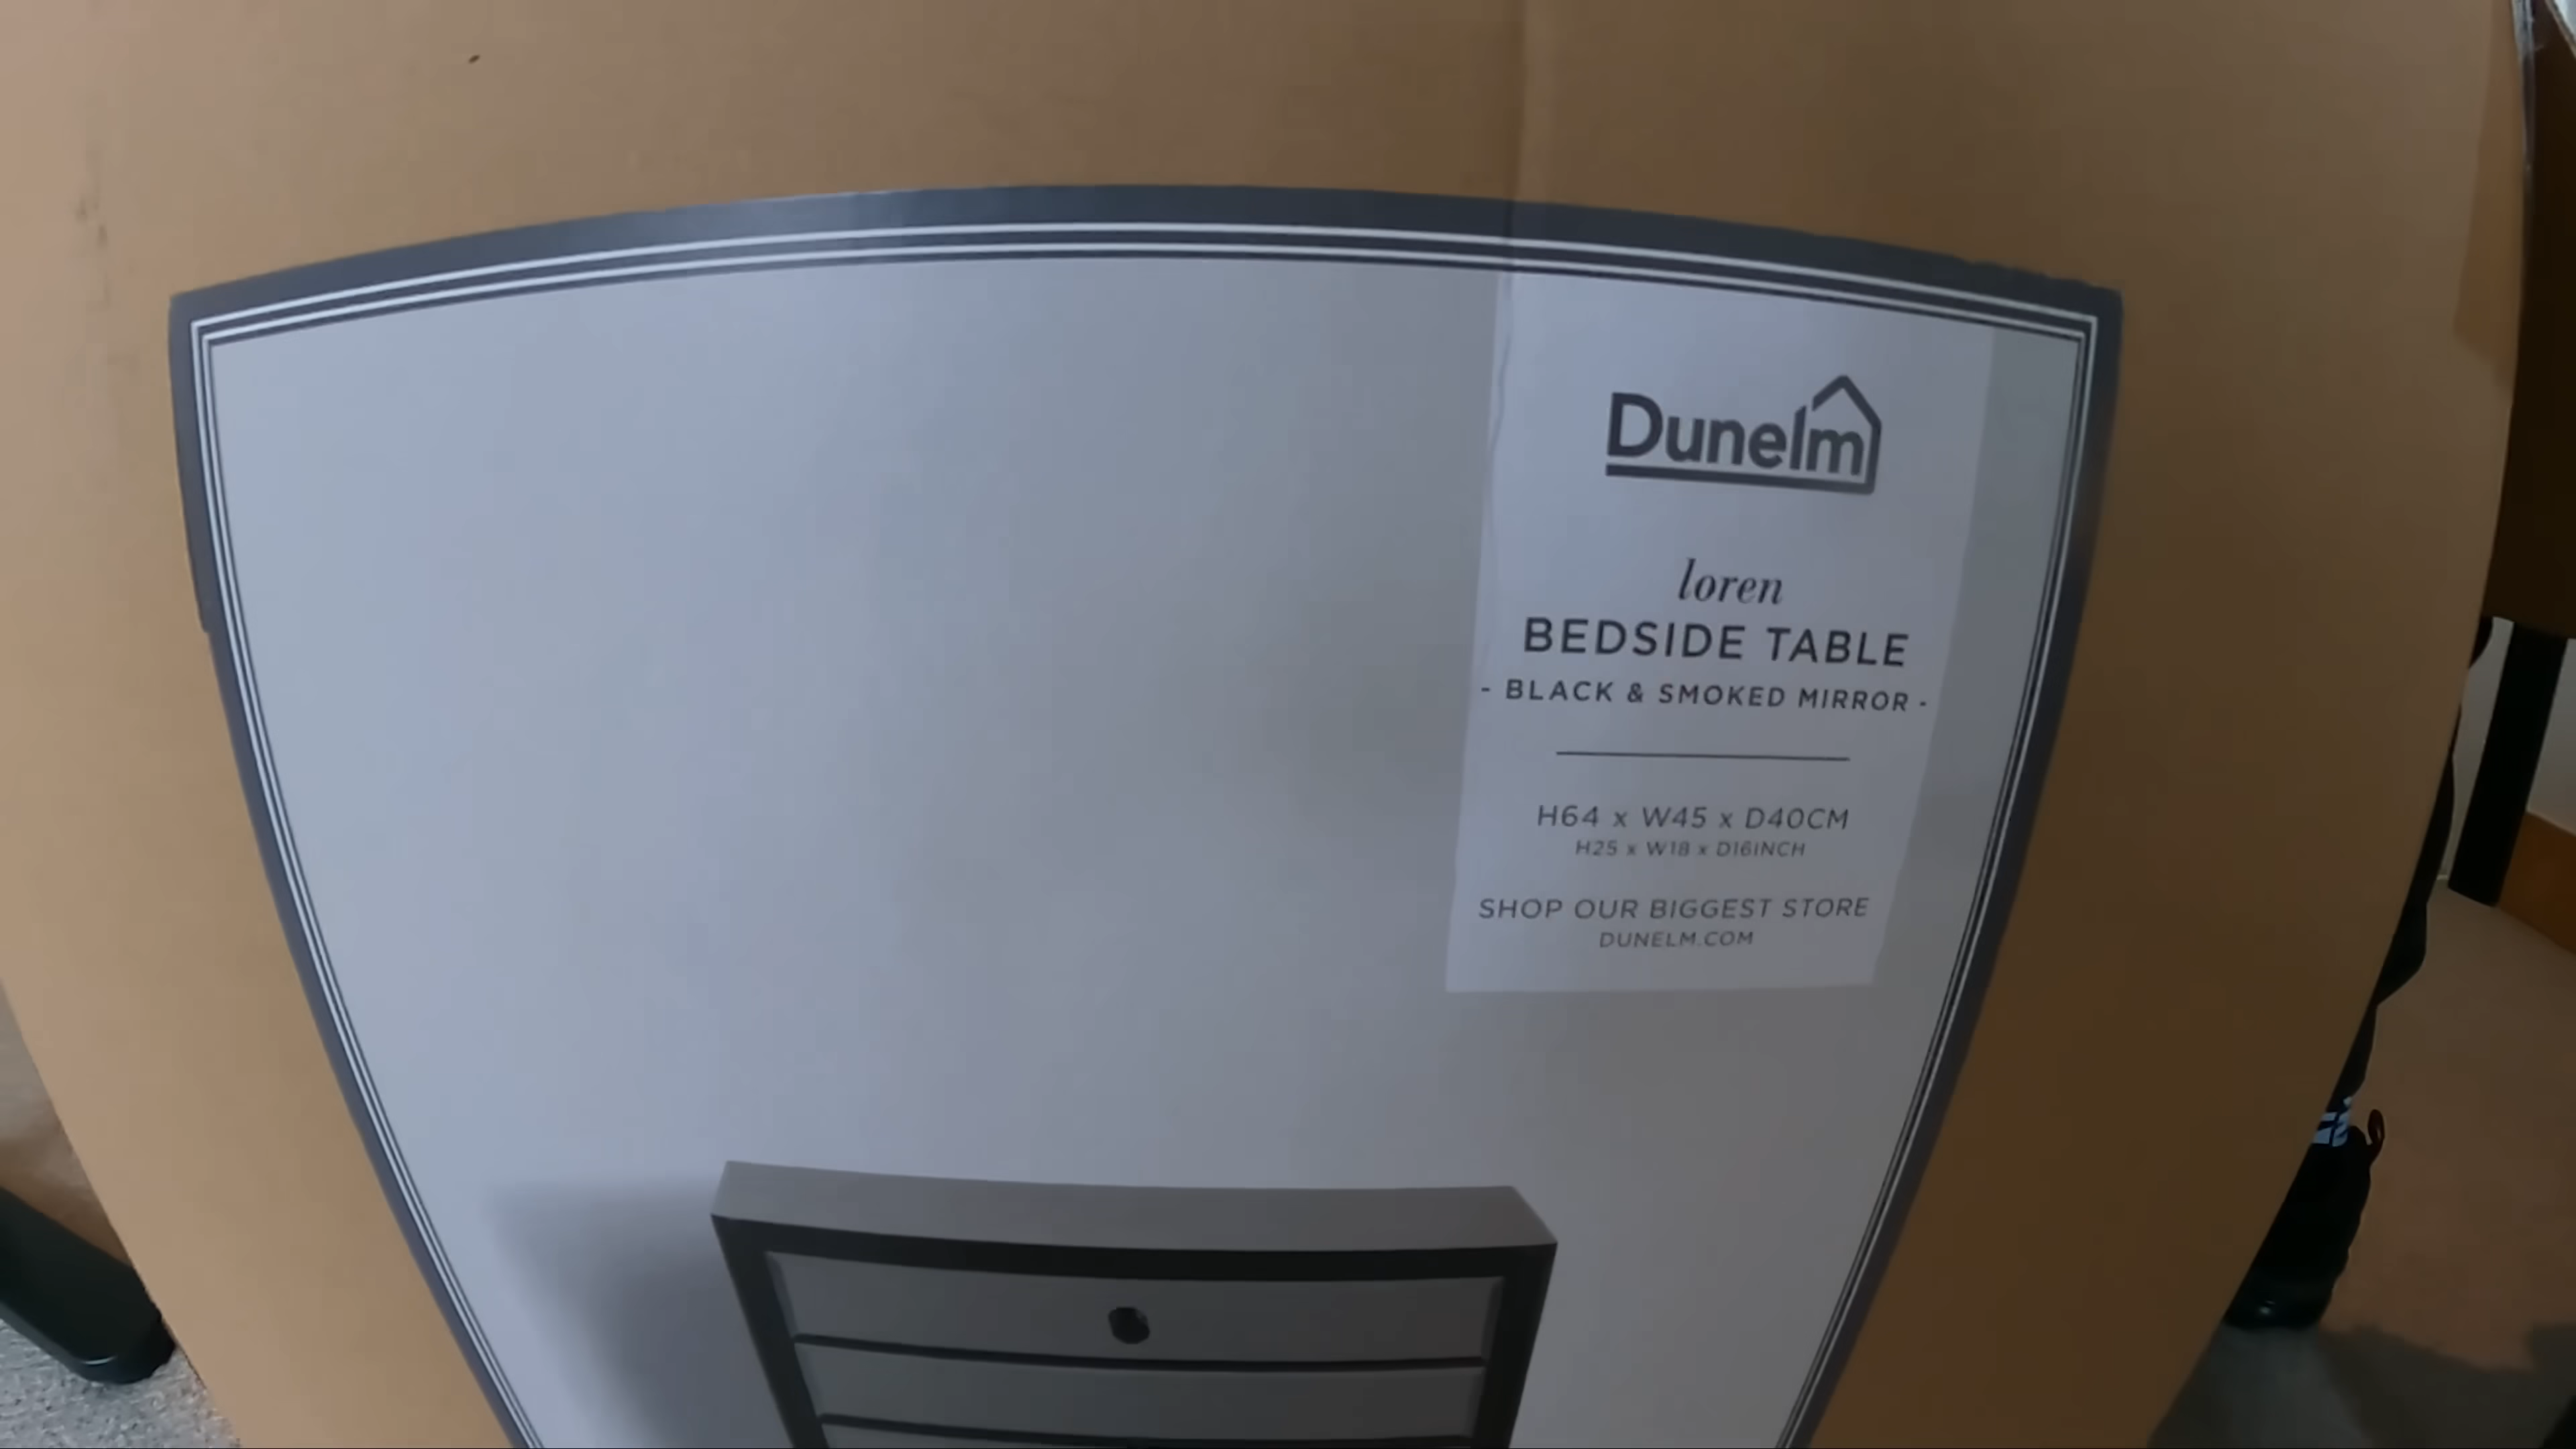 Dunelm
loren
BEDSIDE TABLE
- BLACK & SMOKED MIRROR -
H64 x W45 x D40CM
H25 x W18 x D16INCH
SHOP OUR BIGGEST STORE
DUNELM.COM